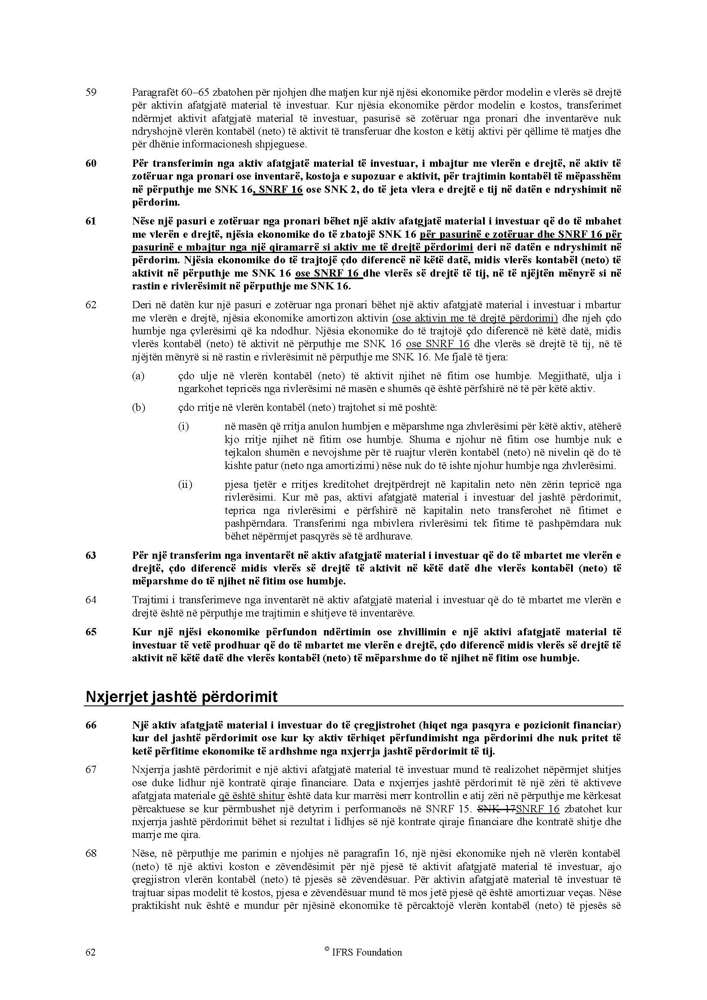 59 Paragrafët 60–65 zbatohen për njohjen dhe matjen kur një njësi ekonomike përdor modelin e vlerës së drejtë
për aktivin afatgjatë material të investuar. Kur njësia ekonomike përdor modelin e kostos, transferimet
ndërmjet aktivit afatgjatë material të investuar, pasurisë së zotëruar nga pronari dhe inventarëve nuk
ndryshojnë vlerën kontabël (neto) të aktivit të transferuar dhe koston e këtij aktivi për qëllime të matjes dhe
për dhënie informacionesh shpjeguese.
60 Për transferimin nga aktiv afatgjatë material të investuar, i mbajtur me vlerën e drejtë, në aktiv të
zotëruar nga pronari ose inventarë, kostoja e supozuar e aktivit, për trajtimin kontabël të mëpasshëm
në përputhje me SNK 16, SNRF 16 ose SNK 2, do të jeta vlera e drejtë e tij në datën e ndryshimit në
përdorim.
61 Nëse një pasuri e zotëruar nga pronari bëhet një aktiv afatgjatë material i investuar që do të mbahet
me vlerën e drejtë, njësia ekonomike do të zbatojë SNK 16 për pasurinë e zotëruar dhe SNRF 16 për
pasurinë e mbajtur nga një qiramarrë si aktiv me të drejtë përdorimi deri në datën e ndryshimit në
përdorim. Njësia ekonomike do të trajtojë çdo diferencë në këtë datë, midis vlerës kontabël (neto) të
aktivit në përputhje me SNK 16 ose SNRF 16 dhe vlerës së drejtë të tij, në të njëjtën mënyrë si në
rastin e rivlerësimit në përputhje me SNK 16.
62 Deri në datën kur një pasuri e zotëruar nga pronari bëhet një aktiv afatgjatë material i investuar i mbartur
me vlerën e drejtë, njësia ekonomike amortizon aktivin (ose aktivin me të drejtë përdorimi) dhe njeh çdo
humbje nga çvlerësimi që ka ndodhur. Njësia ekonomike do të trajtojë çdo diferencë në këtë datë, midis
vlerës kontabël (neto) të aktivit në përputhje me SNK 16 ose SNRF 16 dhe vlerës së drejtë të tij, në të
njëjtën mënyrë si në rastin e rivlerësimit në përputhje me SNK 16. Me fjalë të tjera:
(a) çdo ulje në vlerën kontabël (neto) të aktivit njihet në fitim ose humbje. Megjithatë, ulja i
ngarkohet tepricës nga rivlerësimi në masën e shumës që është përfshirë në të për këtë aktiv.
(b) çdo rritje në vlerën kontabël (neto) trajtohet si më poshtë:
(i) në masën që rritja anulon humbjen e mëparshme nga zhvlerësimi për këtë aktiv, atëherë
kjo rritje njihet në fitim ose humbje. Shuma e njohur në fitim ose humbje nuk e
tejkalon shumën e nevojshme për të ruajtur vlerën kontabël (neto) në nivelin që do të
kishte patur (neto nga amortizimi) nëse nuk do të ishte njohur humbje nga zhvlerësimi.
(ii) pjesa tjetër e rritjes kreditohet drejtpërdrejt në kapitalin neto nën zërin tepricë nga
rivlerësimi. Kur më pas, aktivi afatgjatë material i investuar del jashtë përdorimit,
teprica nga rivlerësimi e përfshirë në kapitalin neto transferohet në fitimet e
pashpërndara. Transferimi nga mbivlera rivlerësimi tek fitime të pashpërndara nuk
bëhet nëpërmjet pasqyrës së të ardhurave.
63 Për një transferim nga inventarët në aktiv afatgjatë material i investuar që do të mbartet me vlerën e
drejtë, çdo diferencë midis vlerës së drejtë të aktivit në këtë datë dhe vlerës kontabël (neto) të
mëparshme do të njihet në fitim ose humbje.
64 Trajtimi i transferimeve nga inventarët në aktiv afatgjatë material i investuar që do të mbartet me vlerën e
drejtë është në përputhje me trajtimin e shitjeve të inventarëve.
65 Kur një njësi ekonomike përfundon ndërtimin ose zhvillimin e një aktivi afatgjatë material të
investuar të vetë prodhuar që do të mbartet me vlerën e drejtë, çdo diferencë midis vlerës së drejtë të
aktivit në këtë datë dhe vlerës kontabël (neto) të mëparshme do të njihet në fitim ose humbje.
Nxjerrjet jashtë përdorimit
66 Një aktiv afatgjatë material i investuar do të çregjistrohet (hiqet nga pasqyra e pozicionit financiar)
kur del jashtë përdorimit ose kur ky aktiv tërhiqet përfundimisht nga përdorimi dhe nuk pritet të
ketë përfitime ekonomike të ardhshme nga nxjerrja jashtë përdorimit të tij.
67 Nxjerrja jashtë përdorimit e një aktivi afatgjatë material të investuar mund të realizohet nëpërmjet shitjes
ose duke lidhur një kontratë qiraje financiare. Data e nxjerrjes jashtë përdorimit të një zëri të aktiveve
afatgjata materiale që është shitur është data kur marrësi merr kontrollin e atij zëri në përputhje me kërkesat
përcaktuese se kur përmbushet një detyrim i performancës në SNRF 15. SNK 17SNRF 16 zbatohet kur
nxjerrja jashtë përdorimit bëhet si rezultat i lidhjes së një kontrate qiraje financiare dhe kontratë shitje dhe
marrje me qira.
68 Nëse, në përputhje me parimin e njohjes në paragrafin 16, një njësi ekonomike njeh në vlerën kontabël
(neto) të një aktivi koston e zëvendësimit për një pjesë të aktivit afatgjatë material të investuar, ajo
çregjistron vlerën kontabël (neto) të pjesës së zëvendësuar. Për aktivin afatgjatë material të investuar të
trajtuar sipas modelit të kostos, pjesa e zëvendësuar mund të mos jetë pjesë që është amortizuar veças. Nëse
praktikisht nuk është e mundur për njësinë ekonomike të përcaktojë vlerën kontabël (neto) të pjesës së
62 © IFRS Foundation